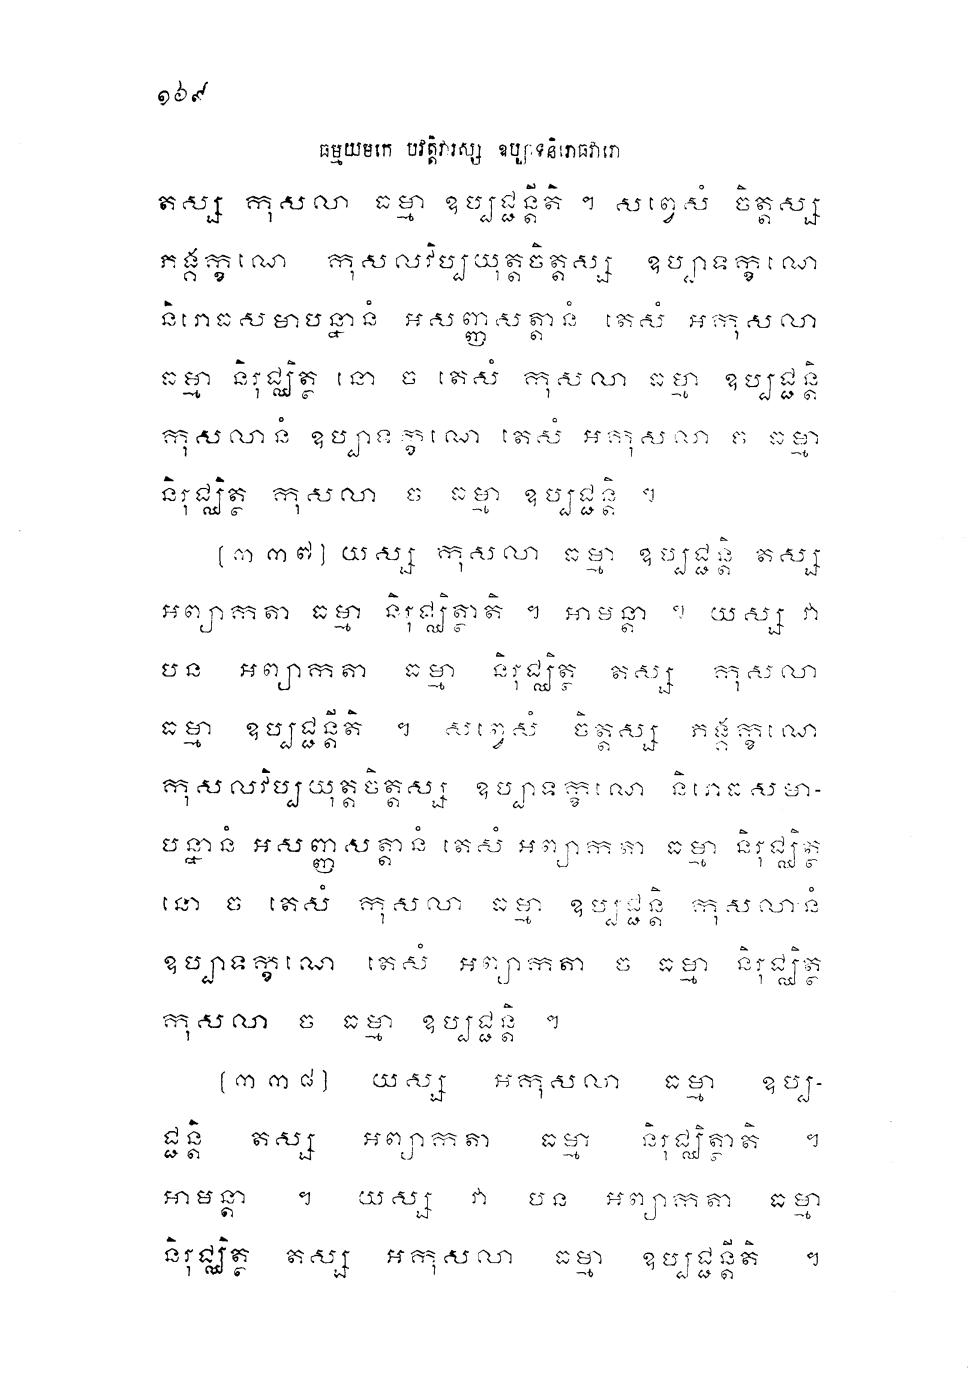 ១៦៩
ធម្មយមកេ បវត្តិវារស្ស ឧប្បាទនិរោធវារោ
តស្ស កុសលា ធម្មា ឧប្បជ្ជន្តីតិ ។ សព្វេសំ ចិត្តស្ស
ភង្គក្ខណេ កុសលវិប្បយុត្តចិត្តស្ស ឧប្បាទក្ខណេ
និរោធសមាបន្នានំ អសញ្ញសត្តានំ តេសំ អកុសលា
ធម្មា និរុជ្ឈិត្ថ នោ ច តេសំ កុសលា ធម្មា ឧប្បជ្ជន្តិ
កុសលានំ ឧប្បាទក្ខណេ តេសំ អកុសលា ច ធម្មា
និរុជ្ឈិត្ថ កុសលា ច ធម្មា ឧប្បជ្ជន្តិ ។
(៣៣៧) យស្ស កុសលា ធម្មា ឧប្បជ្ជន្តិ តស្ស
អព្យាកតា ធម្មា និរុជ្ឈិត្ថាតិ ។ អាមន្តា ។ យស្ស វា
បន អព្យាកតា ធម្មា និរុជ្ឈិត្ថ តស្ស កុសលា
ធម្មា ឧប្បជ្ជន្តីតិ ។ សព្វេសំ ចិត្តស្ស ភង្គក្ខណេ
កុសលវិប្បយុត្តចិត្តស្ស ឧប្បាទក្ខណេ និរោធសមា-
បន្នានំ អសញ្ញសត្តានំ តេសំ អព្យាកតា ធម្មា និរុជ្ឈិត្ថ
នោ ច តេសំ កុសលា ធម្មា ឧប្បជ្ជន្តិ កុសលានំ
ឧប្បាទក្ខណេ តេសំ អព្យាកតា ច ធម្មា និរុជ្ឈិត្ថ
កុសលា ច ធម្មា ឧប្បជ្ជន្តិ ។
(៣៣៨) យស្ស អកុសលា ធម្មា ឧប្ប-
ជ្ជន្តិ តស្ស អព្យាកតា ធម្មា និរុជ្ឈិត្ថាតិ ។
អាមន្តា ។ យស្ស វា បន អព្យាកតា ធម្មា
និរុជ្ឈិត្ថ តស្ស អកុសលា ធម្មា ឧប្បជ្ជន្តីតិ ។